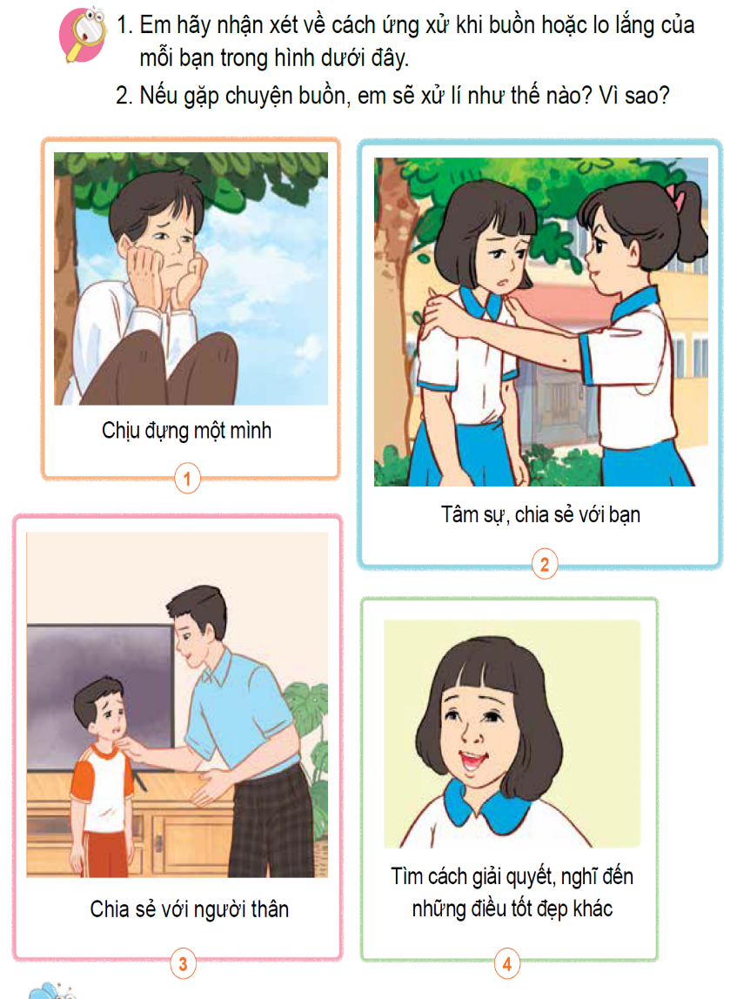 1. Em hãy nhận xét về cách ứng xử khi buồn hoặc lo lắng của
mỗi bạn trong hình dưới đây.
2. Nếu gặp chuyện buồn, em sẽ xử lí như thế nào? Vì sao?
Chịu đựng một mình
1
Tâm sự, chia sẻ với bạn
2
Chia sẻ với người thân
3
Tìm cách giải quyết, nghĩ đến
những điều tốt đẹp khác
4